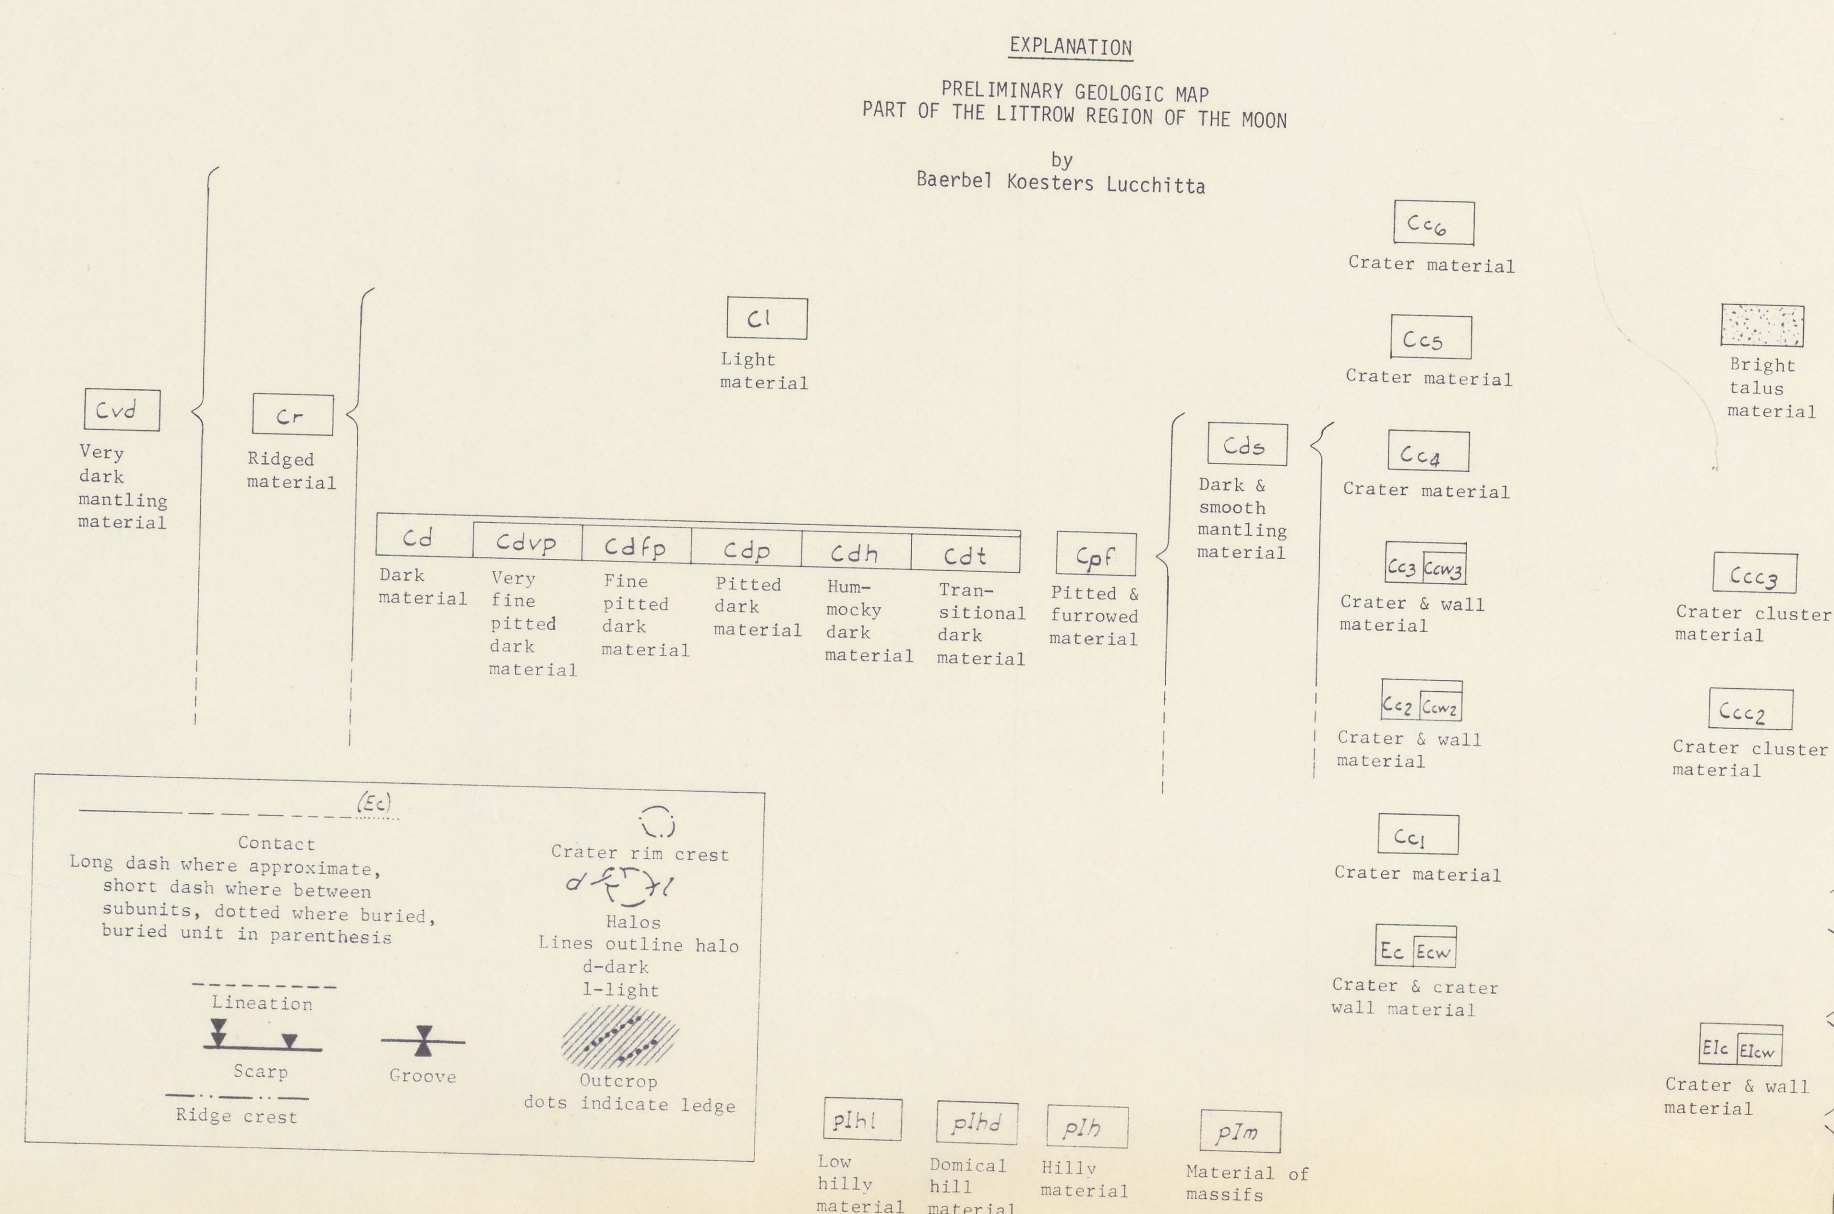 EXPLANATION
PRELIMINARY GEOLOGIC MAP
PART OF THE LITTROW REGION OF THE MOON
by
Baerbel Koesters Lucchitta
Cvd
Very
dark
mantling
material
Cr
Ridged
material
Cl
Light
material
Cd
Dark
material
Cdvp
Very
fine
pitted
dark
material
Cdfp
Fine
pitted
dark
material
Cdp
Pitted
dark
material
Cdh
Hum-
mocky
dark
material
Cdt
Tran-
sitional
dark
material
Cpf
Pitted &
furrowed
material
Cds
Dark &
smooth
mantling
material
Cc6
Crater material
Cc5
Crater material
Cc4
Crater material
Cc3 Ccw3
Crater & wall
material
Cc2 Ccw2
Crater & wall
material
Cc1
Crater material
Ec Ecw
Crater & crater
wall material
Bright
talus
material
Ccc3
Crater cluster
material
Ccc2
Crater cluster
material
EIc EIcw
Crater & wall
material
(Ec)
Contact
Long dash where approximate,
short dash where between
subunits, dotted where buried,
buried unit in parenthesis
Lineation
Scarp
Groove
Ridge crest
Crater rim crest
d l
Halos
Lines outline halo
d-dark
l-light
Outcrop
dots indicate ledge
pIhl
Low
hilly
material
pIhd
Domical
hill
material
pIh
Hilly
material
pIm
Material of
massifs